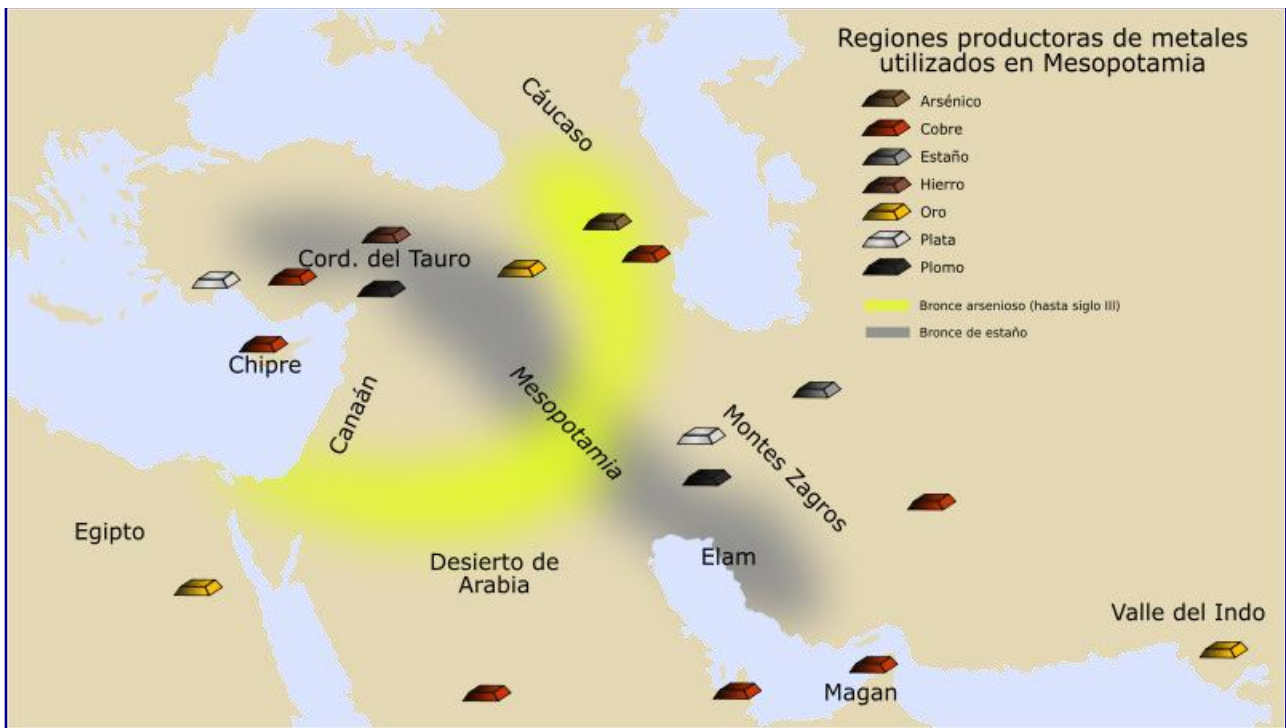 Regiones productoras de metales
utilizados en Mesopotamia
Arsénico
Cobre
Estaño
Hierro
Oro
Plata
Plomo
Bronce arsenioso (hasta siglo III)
Bronce de estaño
Cáucaso
Cord. del Tauro
Chipre
Canaán
Mesopotamia
Montes Zagros
Egipto
Desierto de
Arabia
Elam
Valle del Indo
Magan